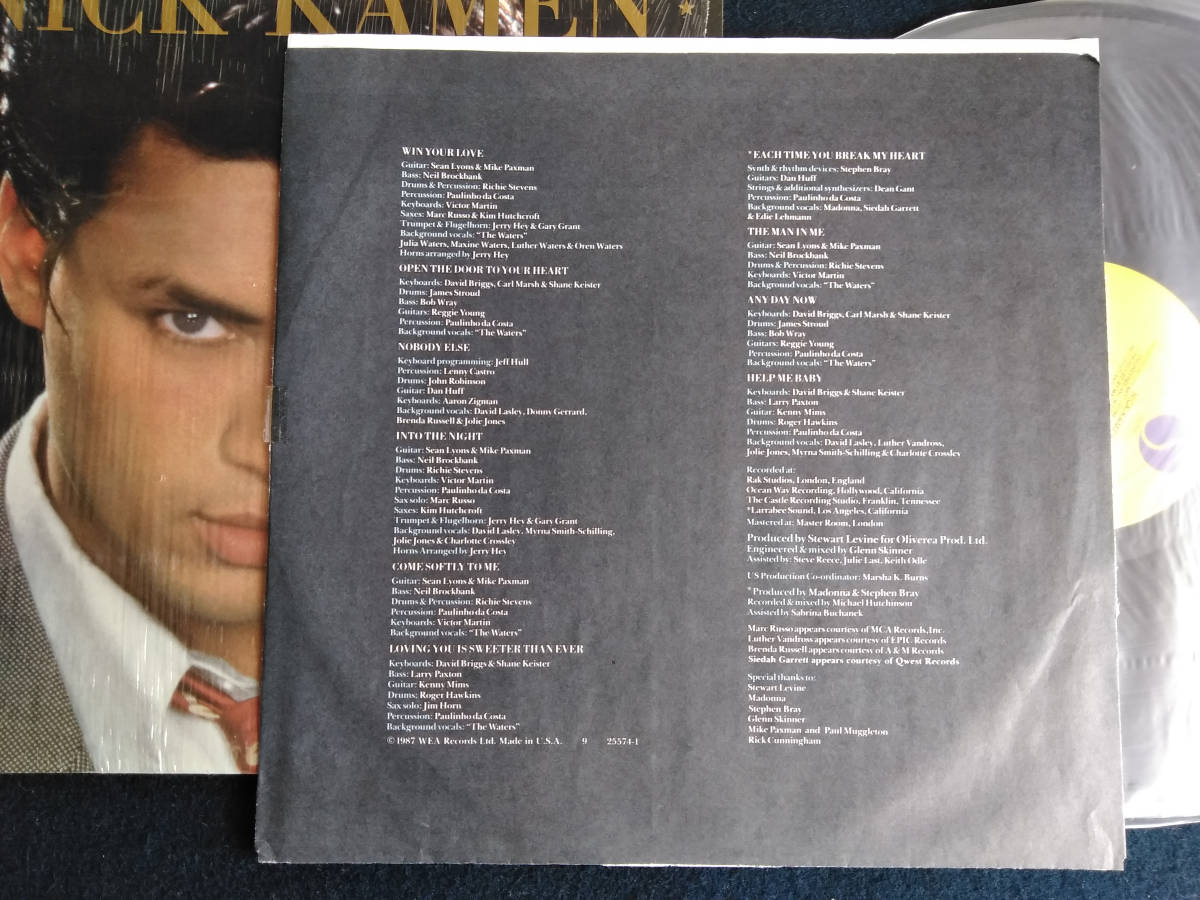 NICK KAMEN
WIN YOUR LOVE
Guitar: Sean Lyons & Mike Paxman
Bass: Neil Brockbank
Drums & Percussion: Richie Stevens
Percussion: Paulinho da Costa
Keyboards: Victor Martin
Saxes: Marc Russo & Kim Hutchcroft
Trumpet & Flugelhorn: Jerry Hey & Gary Grant
Background vocals: "The Waters"
Julia Waters, Maxine Waters, Luther Waters & Oren Waters
Horns arranged by Jerry Hey
OPEN THE DOOR TO YOUR HEART
Keyboards: David Briggs, Carl Marsh & Shane Keister
Drums: James Stroud
Bass: Bob Wray
Guitars: Reggie Young
Percussion: Paulinho da Costa
Background vocals: "The Waters"
NOBODY ELSE
Keyboard programming: Jeff Hull
Percussion: Lenny Castro
Drums: John Robinson
Guitar: Dan Huff
Keyboards: Aaron Zigman
Background vocals: David Lasley, Donny Gerrard,
Brenda Russell & Jolie Jones
INTO THE NIGHT
Guitar: Sean Lyons & Mike Paxman
Bass: Neil Brockbank
Drums: Richie Stevens
Keyboards: Victor Martin
Percussion: Paulinho da Costa
Sax solo: Marc Russo
Saxes: Kim Hutchcroft
Trumpet & Flugelhorn: Jerry Hey & Gary Grant
Background vocals: David Lasley, Myrna Smith-Schilling,
Jolie Jones & Charlotte Crossley
Horns Arranged by Jerry Hey
COME SOFTLY TO ME
Guitar: Sean Lyons & Mike Paxman
Bass: Neil Brockbank
Drums & Percussion: Richie Stevens
Percussion: Paulinho da Costa
Keyboards: Victor Martin
Background vocals: "The Waters"
LOVING YOU IS SWEETER THAN EVER
Keyboards: David Briggs & Shane Keister
Bass: Larry Paxton
Guitar: Kenny Mims
Drums: Roger Hawkins
Sax solo: Jim Horn
Percussion: Paulinho da Costa
Background vocals: "The Waters"
© 1987 WEA Records Ltd. Made in U.S.A. 9 25574-1
*EACH TIME YOU BREAK MY HEART
Synth & rhythm devices: Stephen Bray
Guitars: Dan Huff
Strings & additional synthesizers: Dean Gant
Percussion: Paulinho da Costa
Background vocals: Madonna, Siedah Garrett
& Edie Lehmann
THE MAN IN ME
Guitar: Sean Lyons & Mike Paxman
Bass: Neil Brockbank
Drums & Percussion: Richie Stevens
Keyboards: Victor Martin
Background vocals: "The Waters"
ANY DAY NOW
Keyboards: David Briggs, Carl Marsh & Shane Keister
Drums: James Stroud
Bass: Bob Wray
Guitars: Reggie Young
Percussion: Paulinho da Costa
Background vocals: "The Waters"
HELP ME BABY
Keyboards: David Briggs & Shane Keister
Bass: Larry Paxton
Guitar: Kenny Mims
Drums: Roger Hawkins
Percussion: Paulinho da Costa
Background vocals: David Lasley, Luther Vandross,
Jolie Jones, Myrna Smith-Schilling & Charlotte Crossley
Recorded at:
Rak Studios, London, England
Ocean Way Recording, Hollywood, California
The Castle Recording Studio, Franklin, Tennessee
*Larrabee Sound, Los Angeles, California
Mastered at: Master Room, London
Produced by Stewart Levine for Oliverea Prod. Ltd.
Engineered & mixed by Glenn Skinner
Assisted by: Steve Reece, Julie Last, Keith Odle
US Production Co-ordinator: Marsha K. Burns
*Produced by Madonna & Stephen Bray
Recorded & mixed by Michael Hutchinson
Assisted by Sabrina Buchanek
Marc Russo appears courtesy of MCA Records, Inc.
Luther Vandross appears courtesy of EPIC Records
Brenda Russell appears courtesy of A & M Records
Siedah Garrett appears courtesy of Qwest Records
Special thanks to:
Stewart Levine
Madonna
Stephen Bray
Glenn Skinner
Mike Paxman and Paul Muggleton
Rick Cunningham